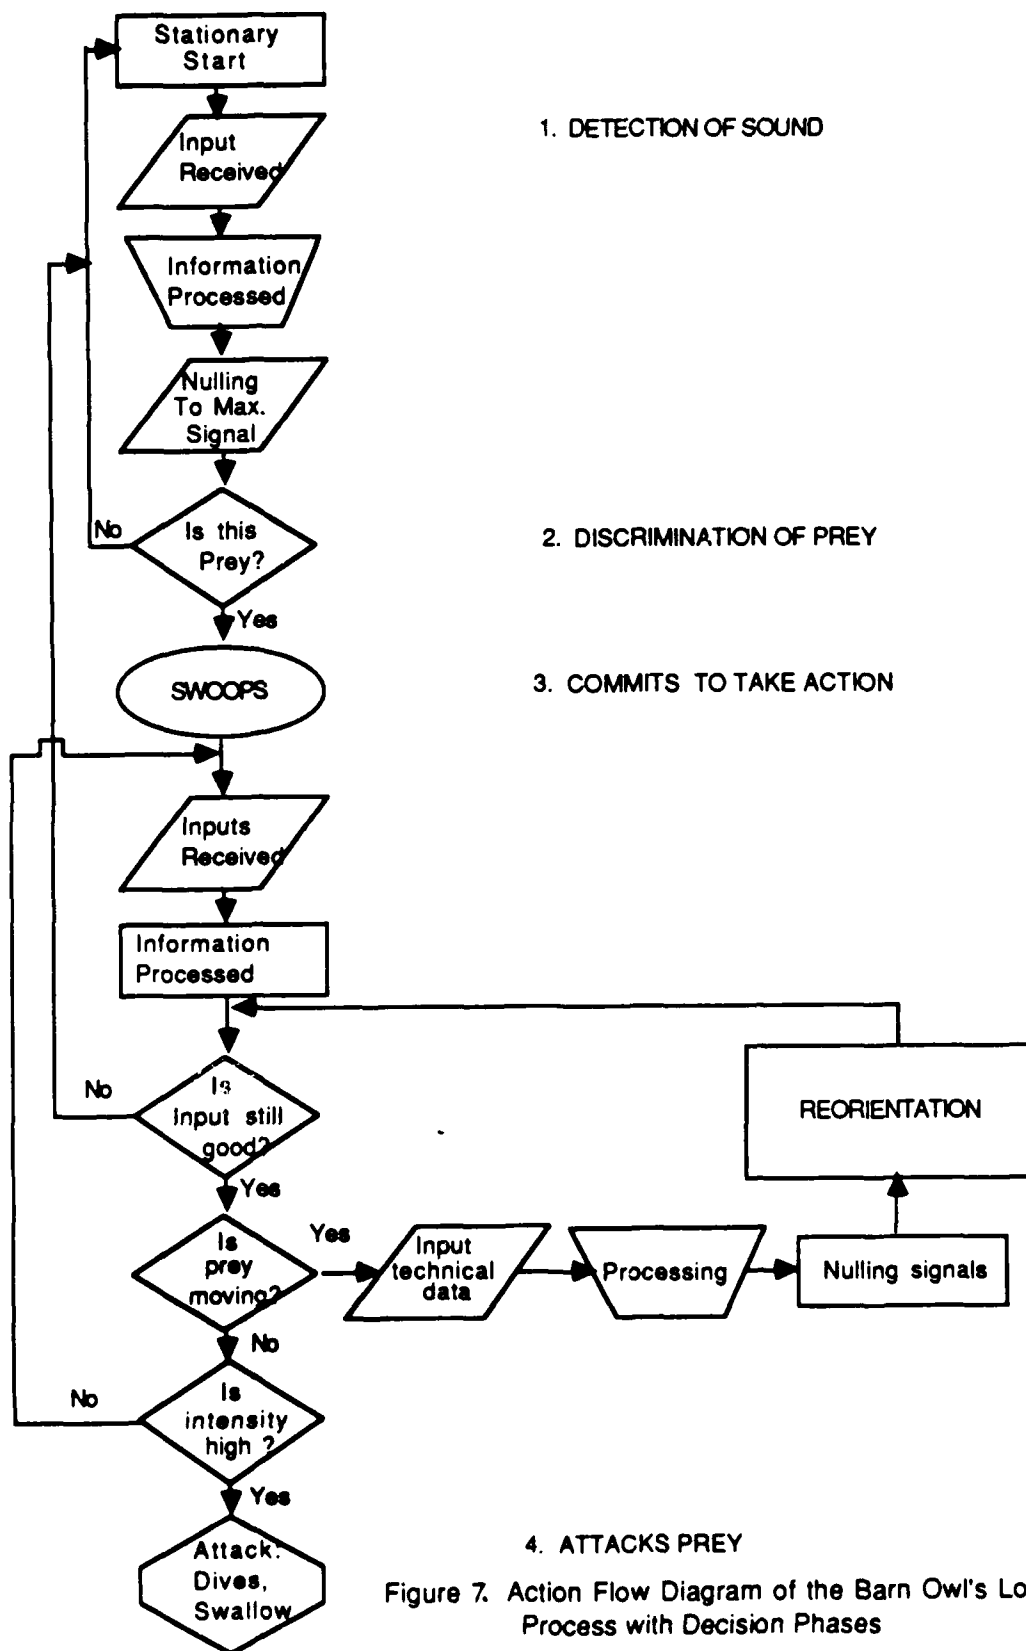 Stationary
Start
Input
Received
1. DETECTION OF SOUND
Information
Processed
Nulling
To Max.
Signal
No
Is this
Prey?
2. DISCRIMINATION OF PREY
Yes
SWOOPS
3. COMMITS TO TAKE ACTION
Inputs
Received
Information
Processed
No
Is
Input still
good?
REORIENTATION
Yes
Is
prey
moving?
Yes
Input
technical
data
Processing
Nulling signals
No
No
Is
intensity
high ?
Yes
Attack:
Dives,
Swallow
4. ATTACKS PREY
Figure 7. Action Flow Diagram of the Barn Owl's Lo
Process with Decision Phases